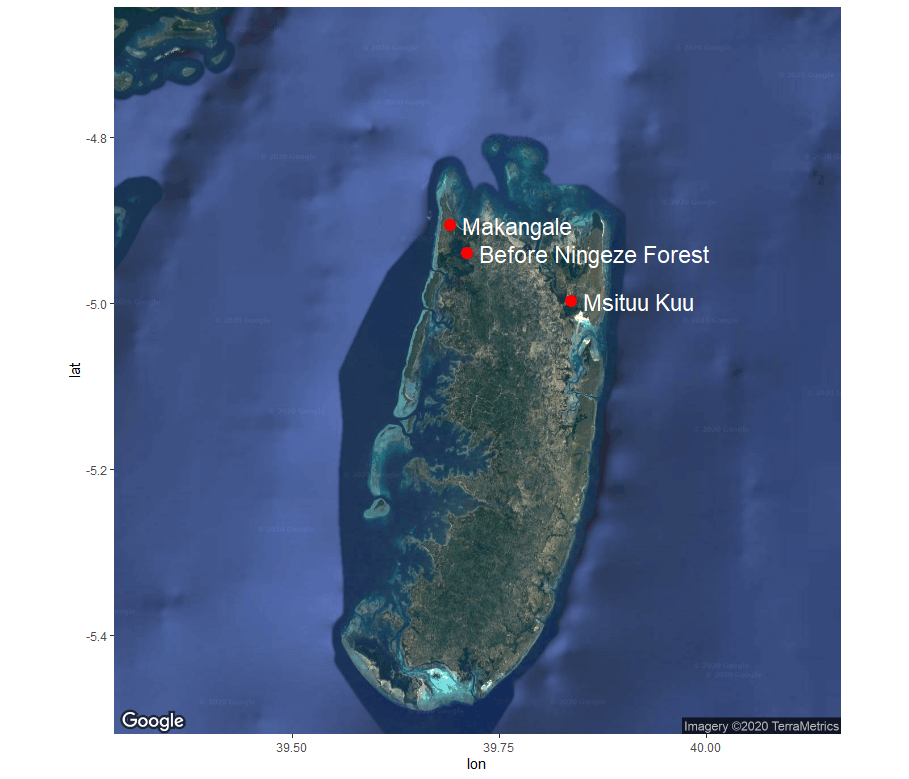 -4.8
Makangale
Before Ningeze Forest
-5.0
Msituu Kuu
lat
-5.2
-5.4
Google
Imagery ©2020 TerraMetrics
39.50
39.75
40.00
lon